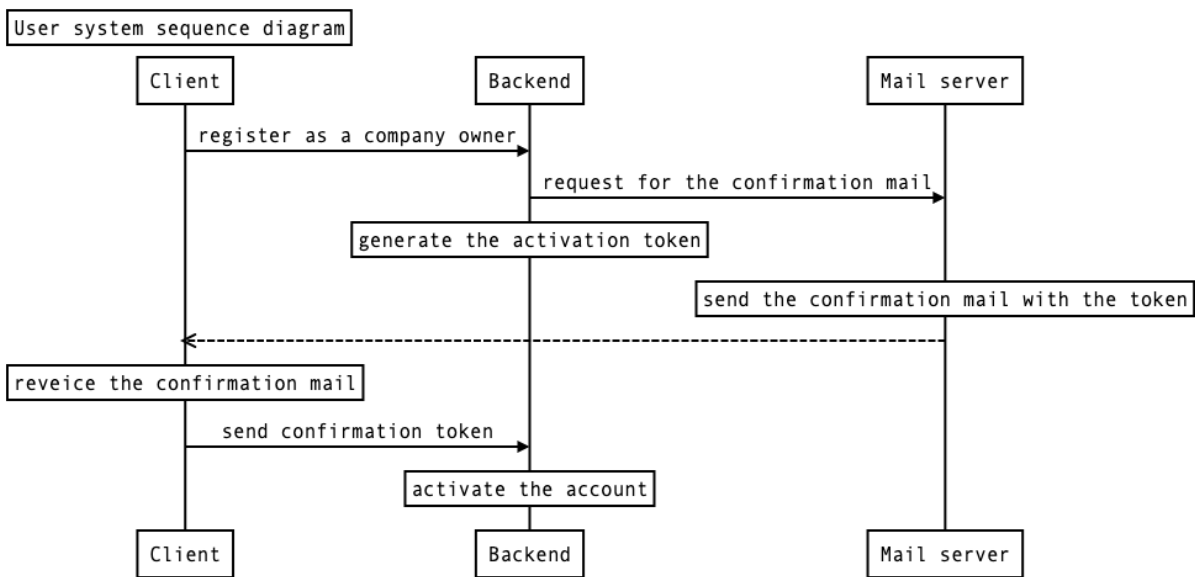 User system sequence diagram
Client
Backend
Mail server
register as a company owner
request for the confirmation mail
generate the activation token
send the confirmation mail with the token
reveice the confirmation mail
send confirmation token
activate the account
Client
Backend
Mail server